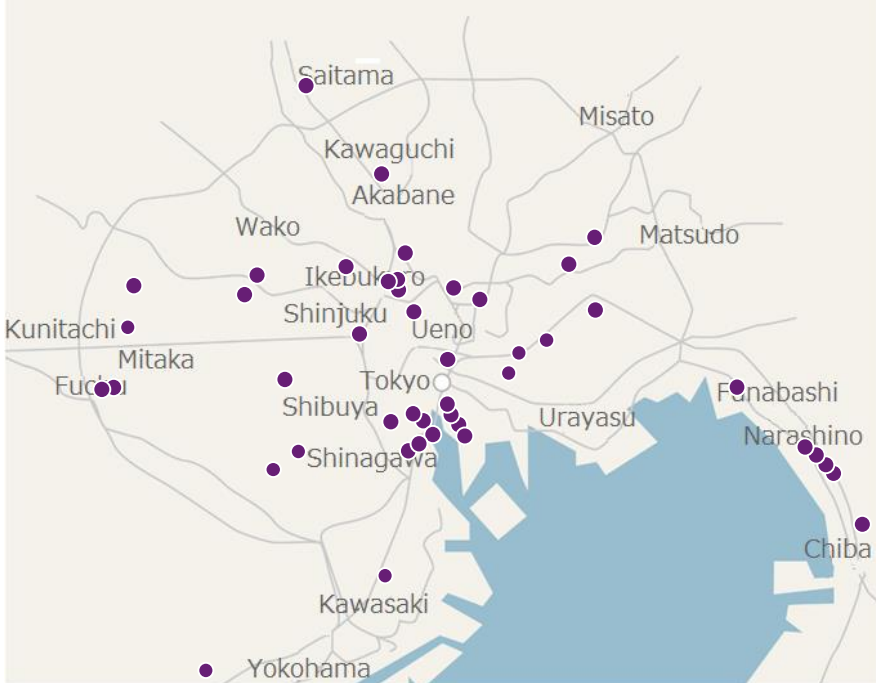 Saitama
Misato
Kawaguchi
Akabane
Wako
Matsudo
Ikebukuro
Shinjuku
Kunitachi
Ueno
Mitaka
Tokyo
Fuchu
Funabashi
Shibuya
Urayasu
Narashino
Shinagawa
Chiba
Kawasaki
Yokohama